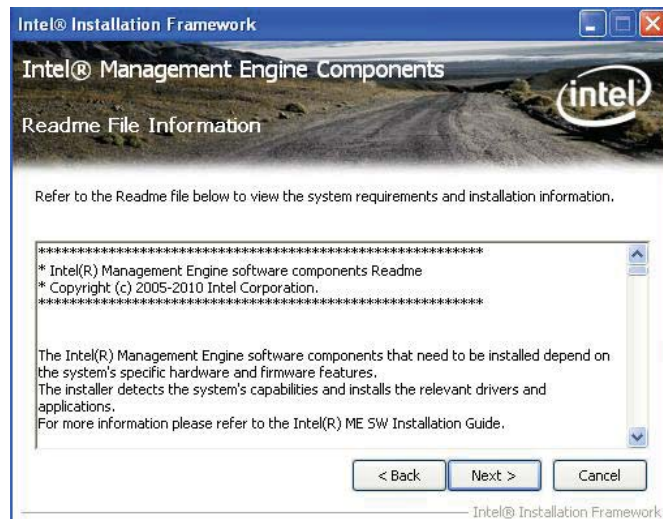 Intel® Installation Framework
Intel® Management Engine Components
intel
Readme File Information
Refer to the Readme file below to view the system requirements and installation information.
*********************************************************
* Intel(R) Management Engine software components Readme
* Copyright (c) 2005-2010 Intel Corporation.
*********************************************************
The Intel(R) Management Engine software components that need to be installed depend on
the system's specific hardware and firmware features.
The installer detects the system's capabilities and installs the relevant drivers and
applications.
For more information please refer to the Intel(R) ME SW Installation Guide.
< Back
Next >
Cancel
Intel® Installation Framework